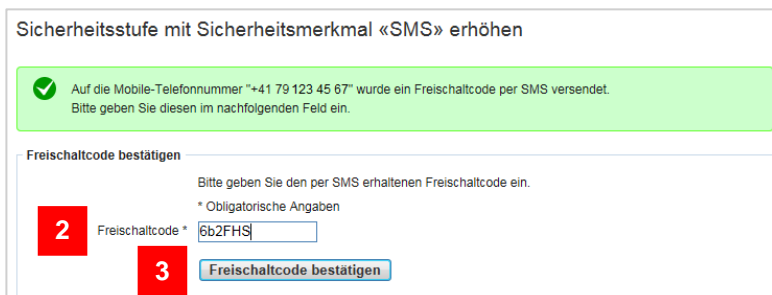 Sicherheitsstufe mit Sicherheitsmerkmal «SMS» erhöhen
Auf die Mobile-Telefonnummer "+41 79 123 45 67" wurde ein Freischaltcode per SMS versendet.
Bitte geben Sie diesen im nachfolgenden Feld ein.
Freischaltcode bestätigen
Bitte geben Sie den per SMS erhaltenen Freischaltcode ein.
* Obligatorische Angaben
2 Freischaltcode * 6b2FHS
3 Freischaltcode bestätigen